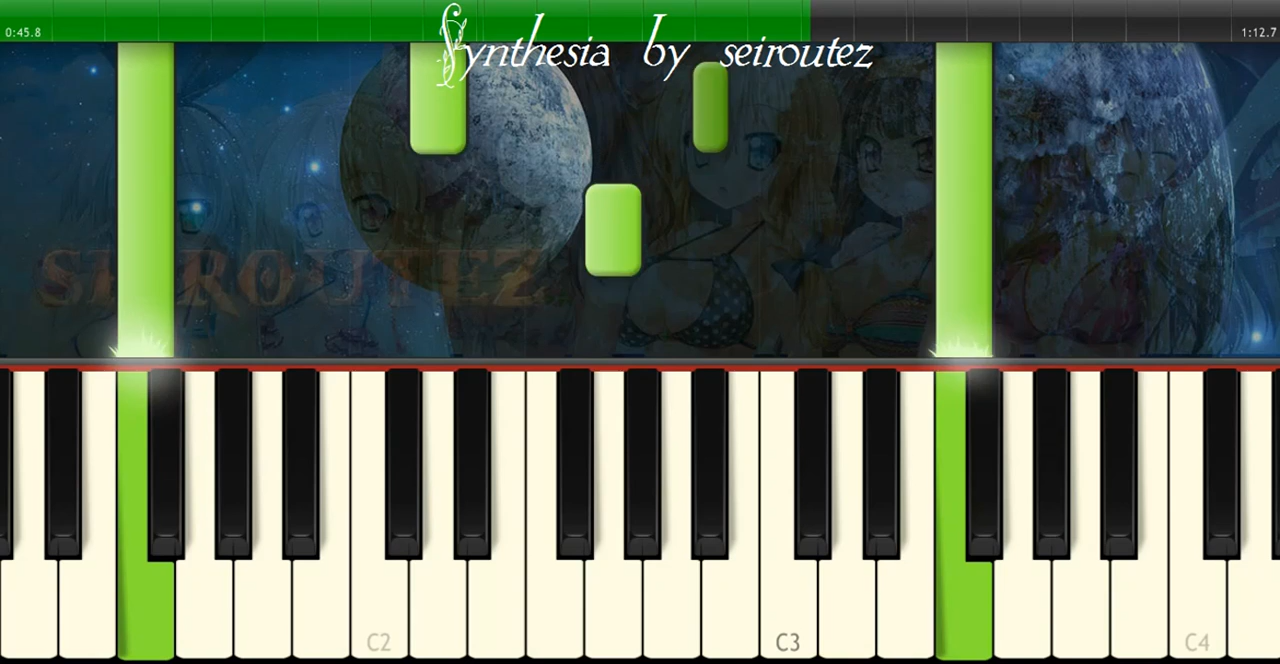 Synthesia by seiroutez
0:45.8
1:12.7
SEIROUTEZ
C2
C3
C4